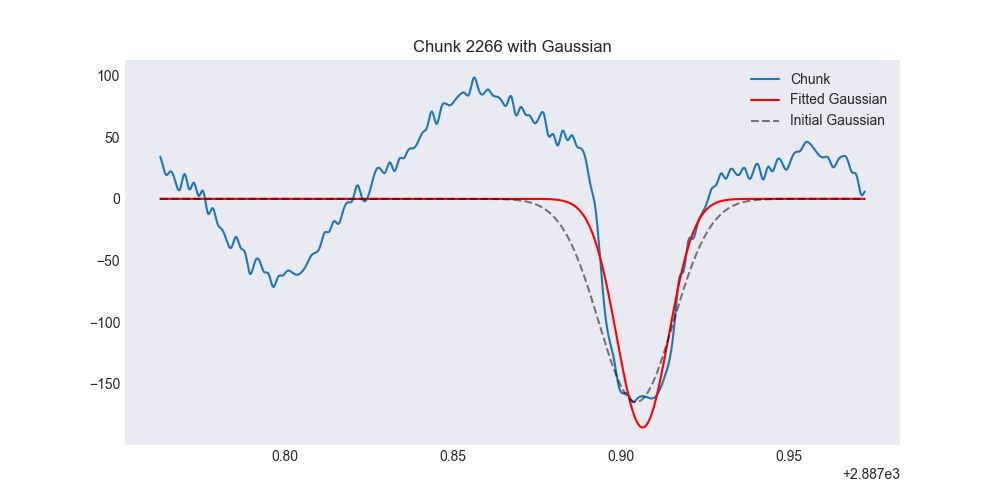 Chunk 2266 with Gaussian
100
50
0
−50
−100
−150
Chunk
Fitted Gaussian
Initial Gaussian
0.80 0.85 0.90 0.95
+2.887e3